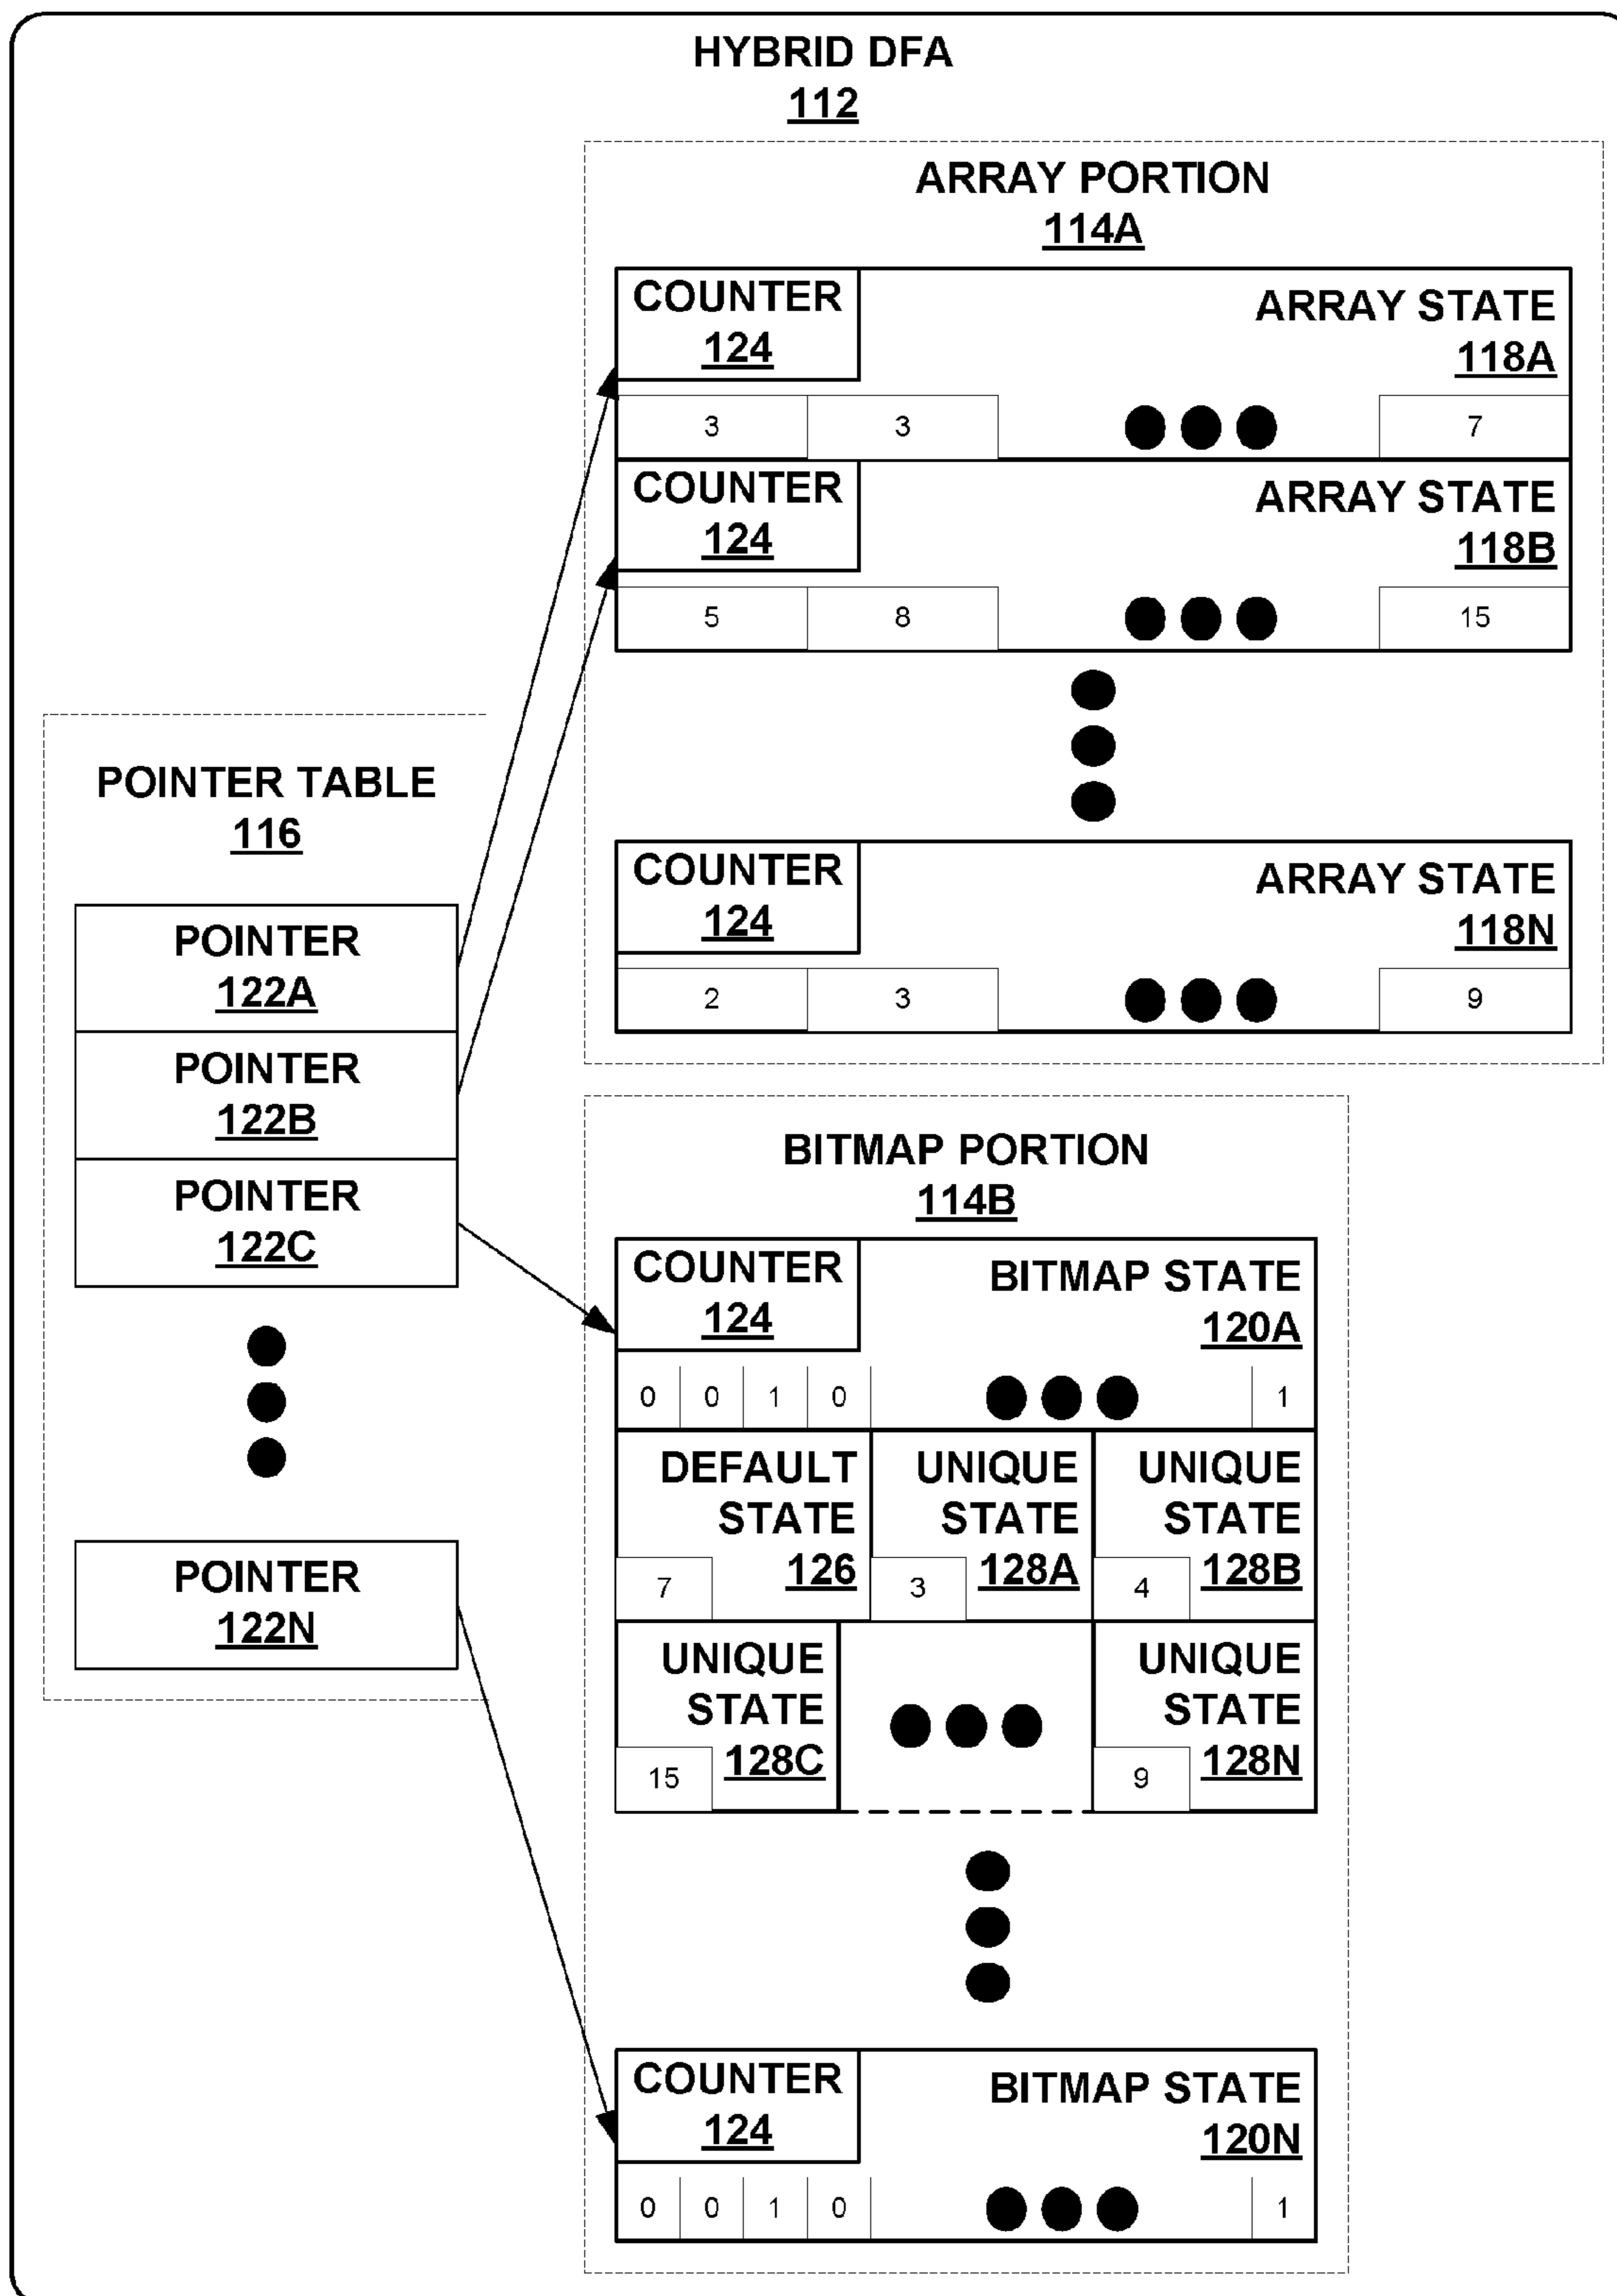 HYBRID DFA
112
ARRAY PORTION
114A
COUNTER
124
ARRAY STATE
118A
3 3 7
COUNTER
124
ARRAY STATE
118B
5 8 15
COUNTER
124
ARRAY STATE
118N
2 3 9
POINTER TABLE
116
POINTER
122A
POINTER
122B
POINTER
122C
POINTER
122N
BITMAP PORTION
114B
COUNTER
124
BITMAP STATE
120A
0 0 1 0 1
DEFAULT
STATE
126
7
UNIQUE
STATE
128A
3
UNIQUE
STATE
128B
4
UNIQUE
STATE
128C
15
UNIQUE
STATE
128N
9
COUNTER
124
BITMAP STATE
120N
0 0 1 0 1